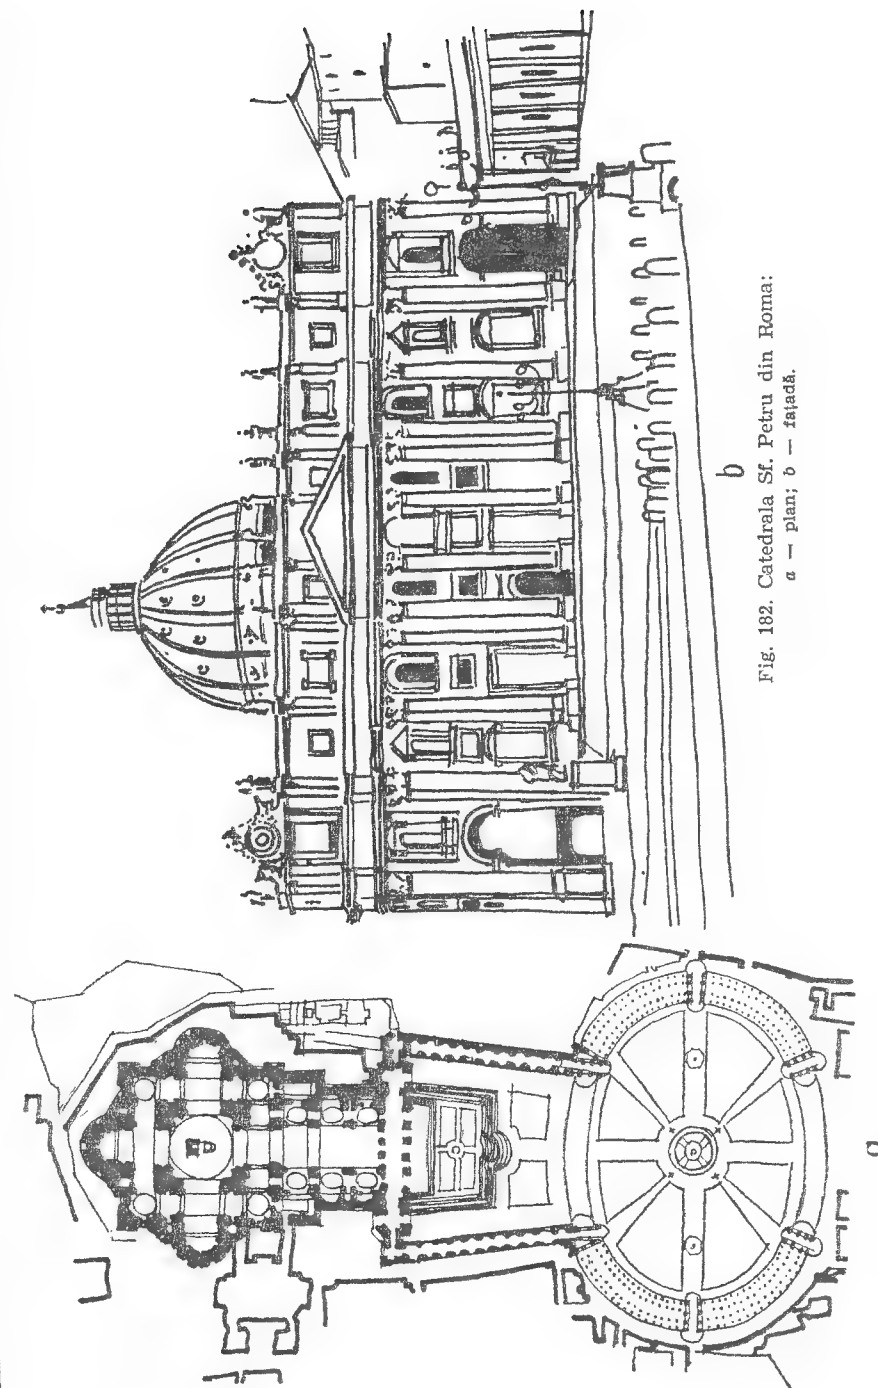 a
b
Fig. 182. Catedrala Sf. Petru din Roma:
a — plan; b — fațadă.